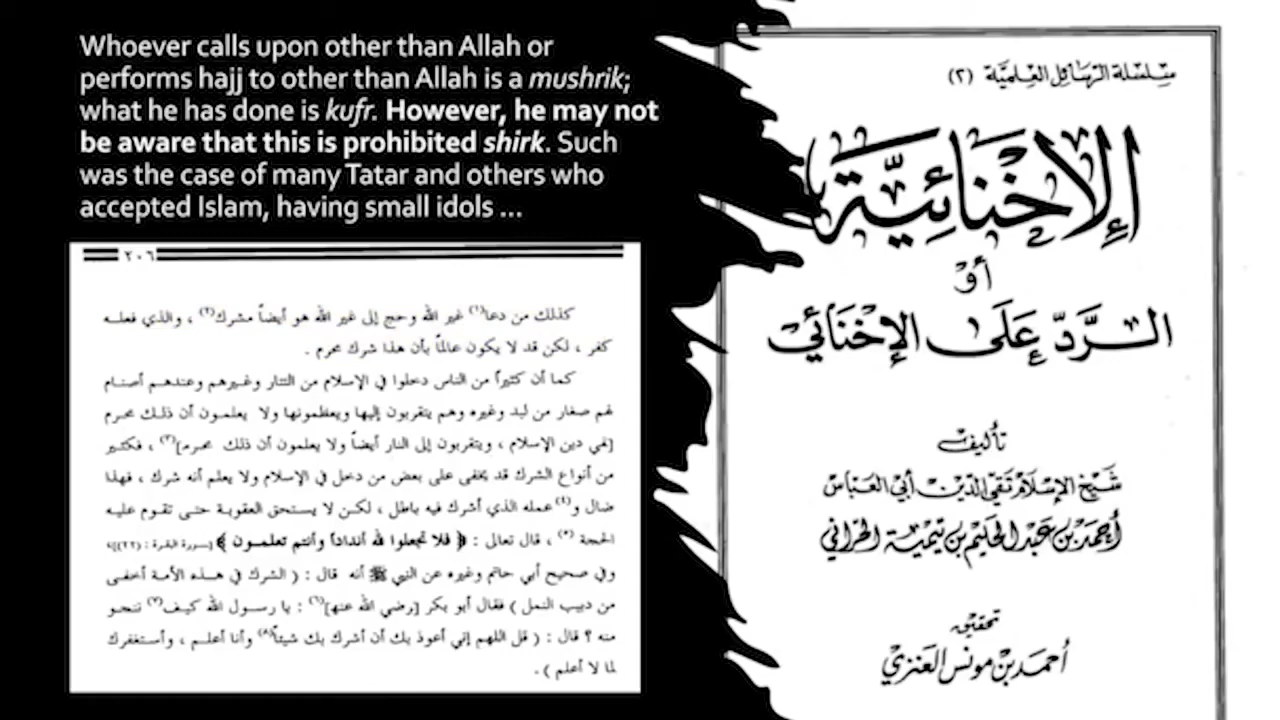 Whoever calls upon other than Allah or
performs hajj to other than Allah is a mushrik;
what he has done is kufr. However, he may not
be aware that this is prohibited shirk. Such
was the case of many Tatar and others who
accepted Islam, having small idols ...
٢٠٦
كذلك من دعا(١) غير الله وحج إلى غير الله هو أيضاً مشرك(٢) ، والذي فعلـه
كفر ، لكن قد لا يكون عالماً بأن هذا شرك محرم .
كما أن كثيراً من الناس دخلوا في الإسلام من التتار وغيرهم وعندهم أصنام
لهم صغار من لبد وغيره وهم يتقربون إليها ويعظمونها ولا يعلمون أن ذلك محرم
[في دين الإسلام ، ويتقربون إلى النار أيضاً ولا يعلمون أن ذلك محرم](٣) ، فكثير
من أنواع الشرك قد يخفى على بعض من دخل في الإسلام ولا يعلم أنه شرك ، فهذا
ضال و(٤)عمله الذي أشرك فيه باطل ، لكن لا يستحق العقوبة حتى تقوم عليه
الحجة (٥) ، قال تعالى : ﴿ فلا تجعلوا لله أنداداً وأنتم تعلمون ﴾ [سورة البقرة : (٢٢)]،
وفي صحيح أبي حاتم وغيره عن النبي ﷺ أنه قال : ( الشرك في هذه الأمة أخفى
من دبيب النمل ) فقال أبو بكر [رضي الله عنه](٦) : يا رسول الله كيف(٧) ننجو
منه ؟ قال : ( قل اللهم إني أعوذ بك أن أشرك بك شيئاً(٨) وأنا أعلم ، وأستغفرك
لما لا أعلم ) .
سلسلة الرسائل العلمية (٢)
الإخنائية
أو
الرد على الإخنائي
تأليف
شيخ الإسلام تقي الدين أبي العباس
أحمد بن عبد الحليم بن تيمية الحراني
تحقيق
أحمد بن مونس العنزي